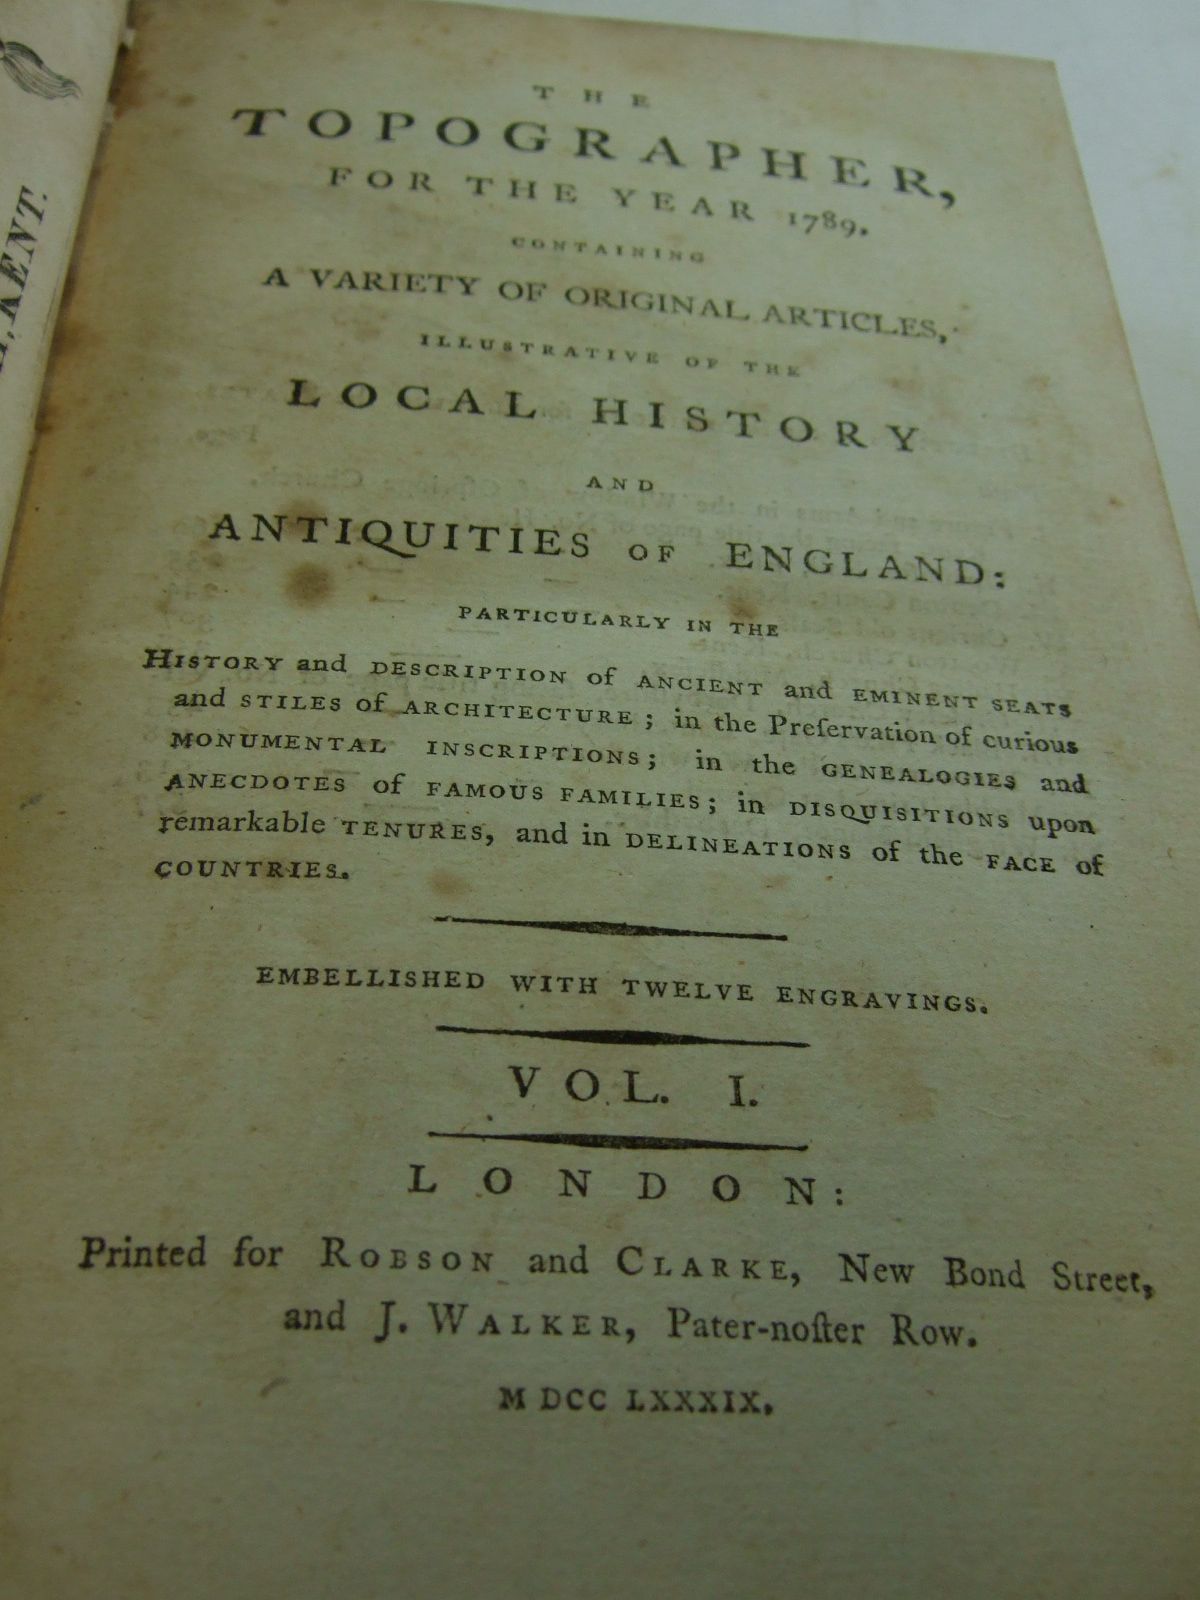 KENT.
THE
TOPOGRAPHER,
FOR THE YEAR 1789.
CONTAINING
A VARIETY OF ORIGINAL ARTICLES,
ILLUSTRATIVE OF THE
LOCAL HISTORY
AND
ANTIQUITIES OF ENGLAND:
PARTICULARLY IN THE
HISTORY and DESCRIPTION of ANCIENT and EMINENT SEATS
and STILES of ARCHITECTURE; in the Preſervation of curious
MONUMENTAL INSCRIPTIONS; in the GENEALOGIES and
ANECDOTES of FAMOUS FAMILIES; in DISQUISITIONS upon
remarkable TENURES, and in DELINEATIONS of the FACE of
COUNTRIES.
EMBELLISHED WITH TWELVE ENGRAVINGS.
VOL. I.
LONDON:
Printed for ROBSON and CLARKE, New Bond Street,
and J. WALKER, Pater-noſter Row.
M DCC LXXXIX.